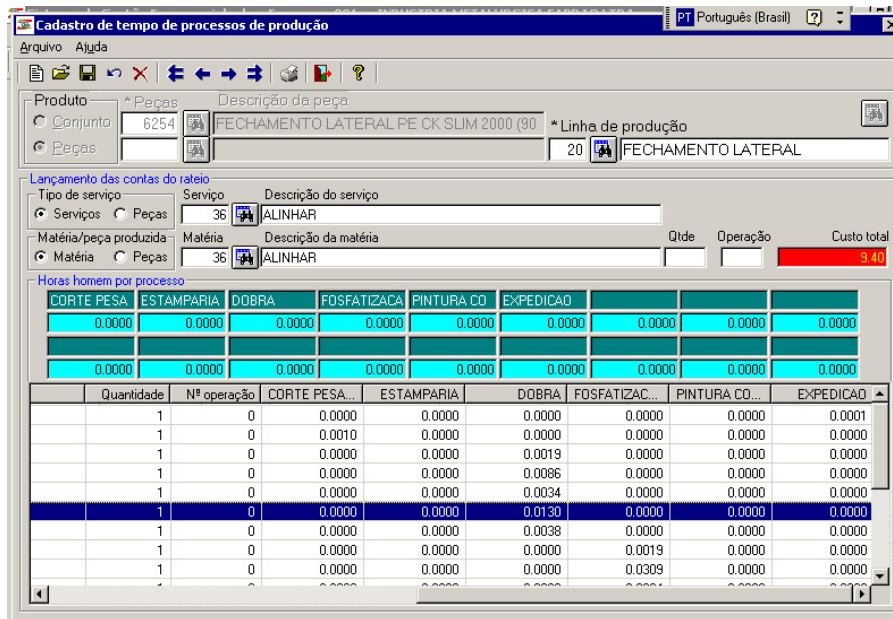 Cadastro de tempo de processos de produção
PT Português (Brasil)
Arquivo Ajuda
Produto * Peças Descrição da peça
Conjunto 6254 FECHAMENTO LATERAL PE CK SLIM 2000 (90 * Linha de produção
Peças 20 FECHAMENTO LATERAL
Lançamento das contas do rateio
Tipo de serviço Serviço Descrição do serviço
Serviços Peças 36 ALINHAR
Matéria/peça produzida Matéria Descrição da matéria Qtde Operação Custo total
Matéria Peças 36 ALINHAR 9.40
Horas homem por processo
CORTE PESA ESTAMPARIA DOBRA FOSFATIZACA PINTURA CO EXPEDICAO
0.0000 0.0000 0.0000 0.0000 0.0000 0.0000 0.0000 0.0000 0.0000
0.0000 0.0000 0.0000 0.0000 0.0000 0.0000 0.0000 0.0000 0.0000
Quantidade Nº operação CORTE PESA... ESTAMPARIA DOBRA FOSFATIZAC... PINTURA CO... EXPEDICAO
1 0 0.0000 0.0000 0.0000 0.0000 0.0000 0.0001
1 0 0.0010 0.0000 0.0000 0.0000 0.0000 0.0000
1 0 0.0000 0.0000 0.0019 0.0000 0.0000 0.0000
1 0 0.0000 0.0000 0.0086 0.0000 0.0000 0.0000
1 0 0.0000 0.0000 0.0034 0.0000 0.0000 0.0000
1 0 0.0000 0.0000 0.0130 0.0000 0.0000 0.0000
1 0 0.0000 0.0000 0.0038 0.0000 0.0000 0.0000
1 0 0.0000 0.0000 0.0000 0.0019 0.0000 0.0000
1 0 0.0000 0.0000 0.0000 0.0309 0.0000 0.0000